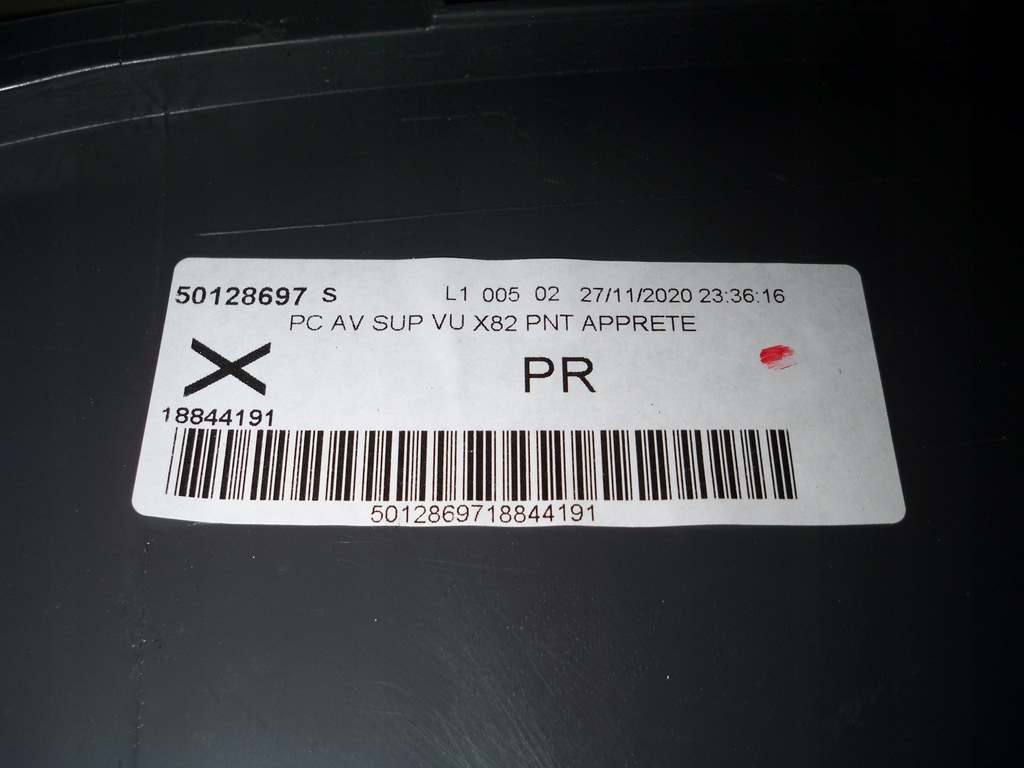 50128697 S L1 005 02 27/11/2020 23:36:16
PC AV SUP VU X82 PNT APPRETE
X PR
18844191
5012869718844191